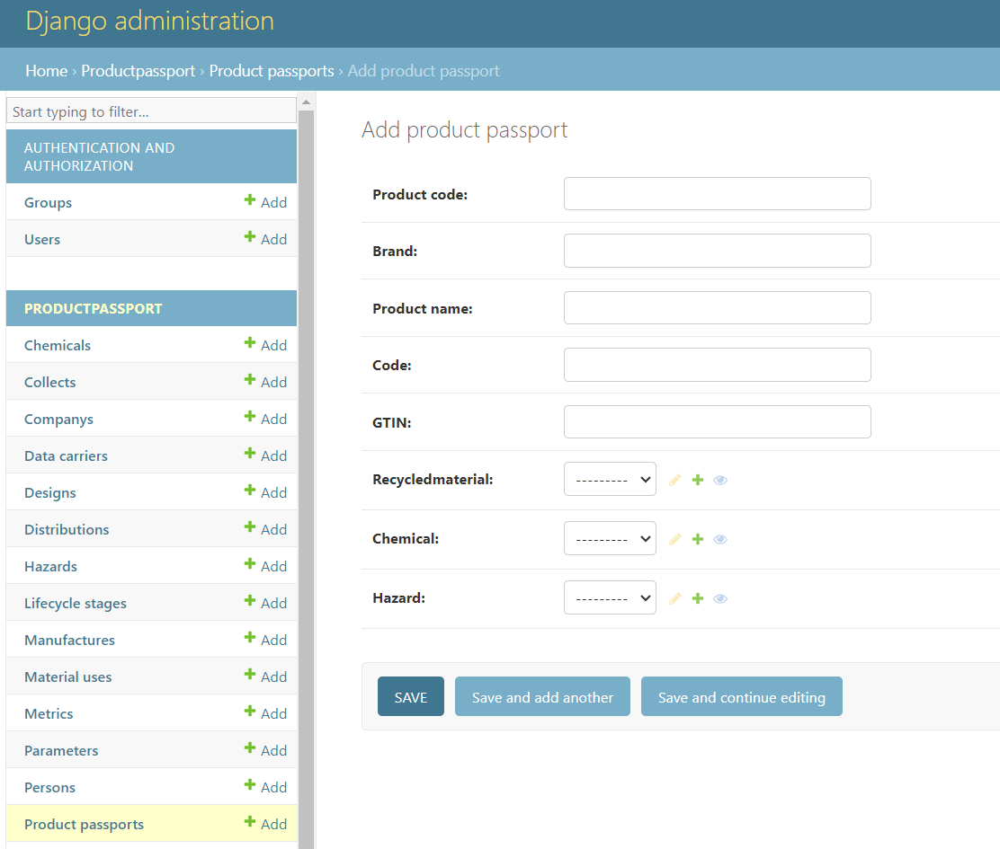 Django administration
Home › Productpassport › Product passports › Add product passport
Start typing to filter...
AUTHENTICATION AND
AUTHORIZATION
Groups Add
Users Add
PRODUCTPASSPORT
Chemicals Add
Collects Add
Companys Add
Data carriers Add
Designs Add
Distributions Add
Hazards Add
Lifecycle stages Add
Manufactures Add
Material uses Add
Metrics Add
Parameters Add
Persons Add
Product passports Add
Add product passport
Product code:
Brand:
Product name:
Code:
GTIN:
Recycledmaterial: ---------
Chemical: ---------
Hazard: ---------
SAVE Save and add another Save and continue editing